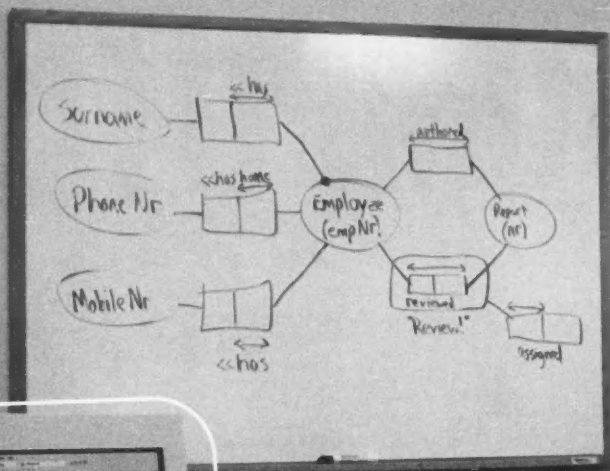 <<has
Surname
authored
<<has home
Phone Nr
Employee
(empNr)!
Report
(nr)
Mobile Nr
reviewed
"Review!"
assigned
<<has